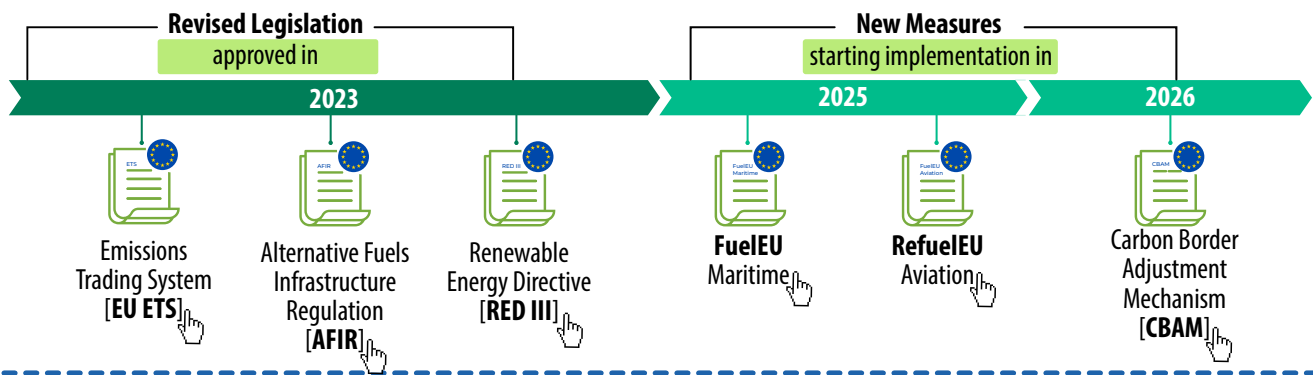 Revised Legislation
approved in
New Measures
starting implementation in
2023
2025
2026
ETS
AFIR
RED III
FuelEU
Maritime
FuelEU
Aviation
CBAM
Emissions
Trading System
[EU ETS]
Alternative Fuels
Infrastructure
Regulation
[AFIR]
Renewable
Energy Directive
[RED III]
FuelEU
Maritime
RefuelEU
Aviation
Carbon Border
Adjustment
Mechanism
[CBAM]